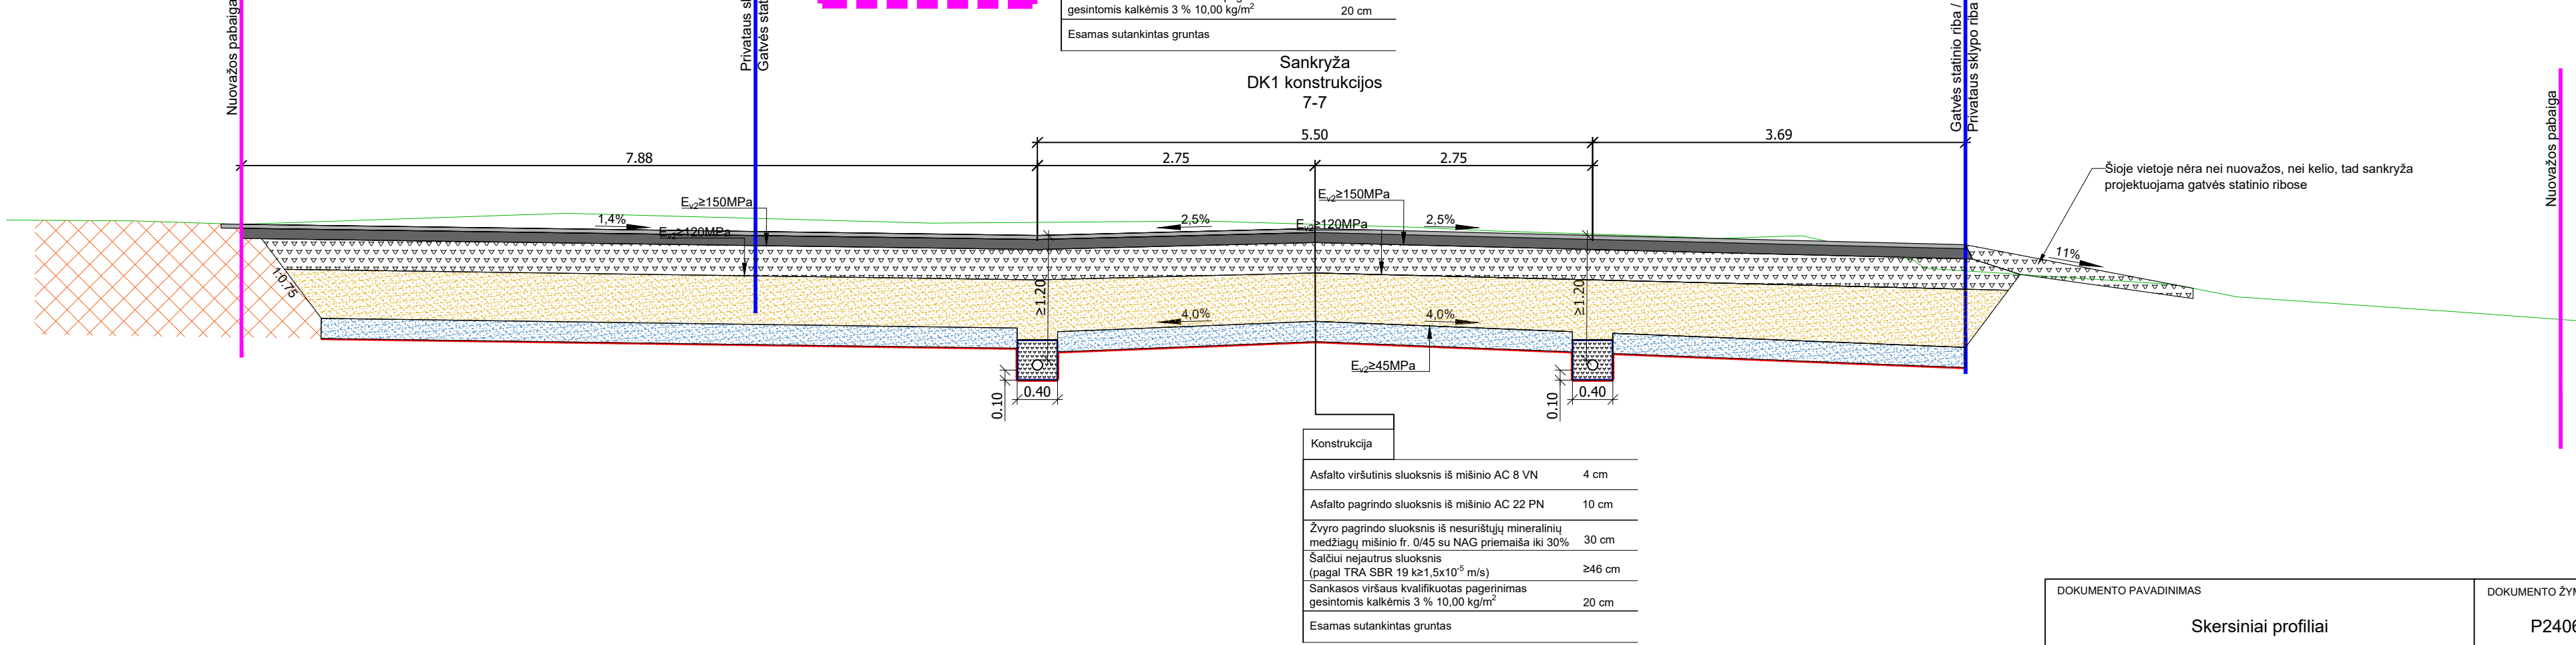 Nuovažos pabaiga
Gatvės statinio riba /
Privataus sklypo riba
Nuovažos pabaiga
gesintomis kalkėmis 3 % 10,00 kg/m² 20 cm
Esamas sutankintas gruntas
Sankryža
DK1 konstrukcijos
7-7
5.50 3.69
7.88 2.75 2.75
Šioje vietoje nėra nei nuovažos, nei kelio, tad sankryža
projektuojama gatvės statinio ribose
Ev2≥150MPa Ev2≥150MPa
1,4% 2,5% 2,5%
Ev2≥120MPa Ev2≥120MPa
11%
1:0.75
≥1.20 ≥1.20
4,0% 4,0%
Ev2≥45MPa
0.10 0.40 0.10 0.40
Konstrukcija
Asfalto viršutinis sluoksnis iš mišinio AC 8 VN 4 cm
Asfalto pagrindo sluoksnis iš mišinio AC 22 PN 10 cm
Žvyro pagrindo sluoksnis iš nesurištųjų mineralinių
medžiagų mišinio fr. 0/45 su NAG priemaiša iki 30% 30 cm
Šalčiui nejautrus sluoksnis
(pagal TRA SBR 19 k≥1,5x10⁻⁵ m/s) ≥46 cm
Sankasos viršaus kvalifikuotas pagerinimas
gesintomis kalkėmis 3 % 10,00 kg/m² 20 cm
Esamas sutankintas gruntas
DOKUMENTO PAVADINIMAS
Skersiniai profiliai
DOKUMENTO